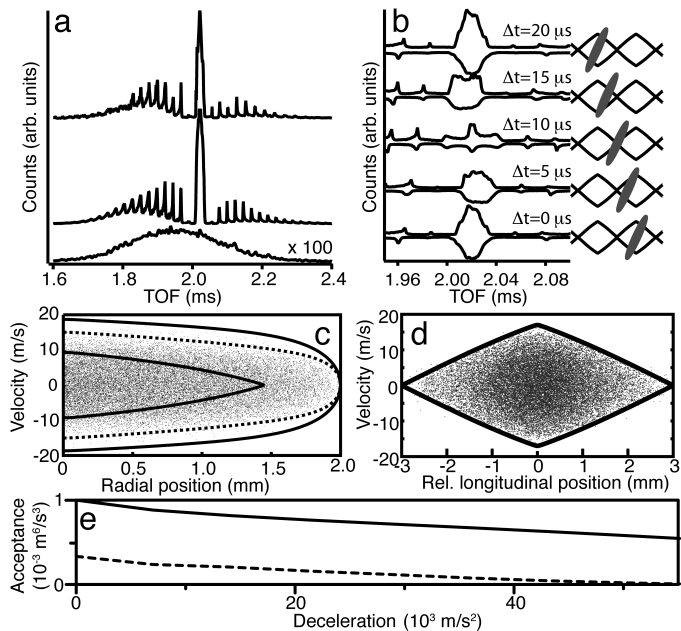 a
Counts (arb. units)
Counts (arb. units)
x 100
1.6 1.8 2.0 2.2 2.4
TOF (ms)
b
Counts (arb. units)
Δt=20 µs
Δt=15 µs
Δt=10 µs
Δt=5 µs
Δt=0 µs
1.96 2.00 2.04 2.08
TOF (ms)
c
Velocity (m/s)
20
10
0
-10
-20
0 0.5 1.0 1.5 2.0
Radial position (mm)
d
Velocity (m/s)
20
10
0
-10
-20
-3 -2 -1 0 1 2 3
Rel. longitudinal position (mm)
e
Acceptance
(10⁻³ m⁶/s³)
1
0
0 20 40
Deceleration (10³ m/s²)